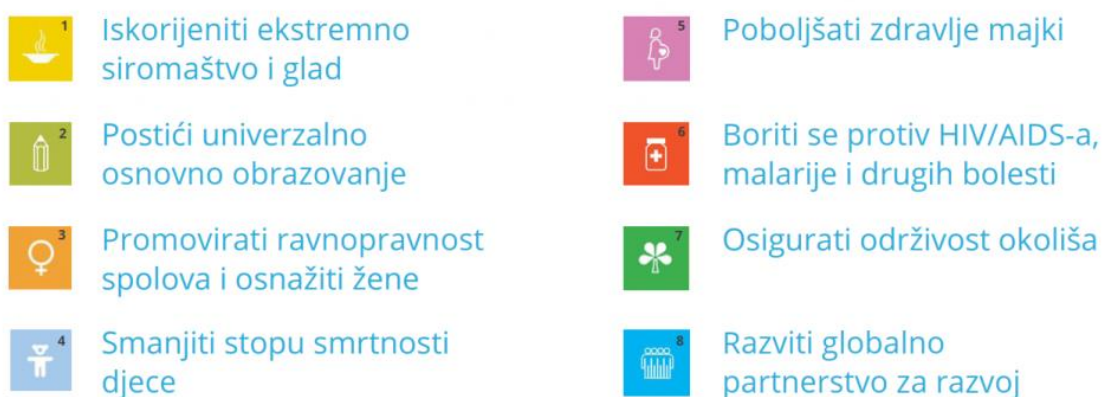 1
Iskorijeniti ekstremno
siromaštvo i glad
2
Postići univerzalno
osnovno obrazovanje
3
Promovirati ravnopravnost
spolova i osnažiti žene
4
Smanjiti stopu smrtnosti
djece
5
Poboljšati zdravlje majki
6
Boriti se protiv HIV/AIDS-a,
malarije i drugih bolesti
7
Osigurati održivost okoliša
8
Razviti globalno
partnerstvo za razvoj